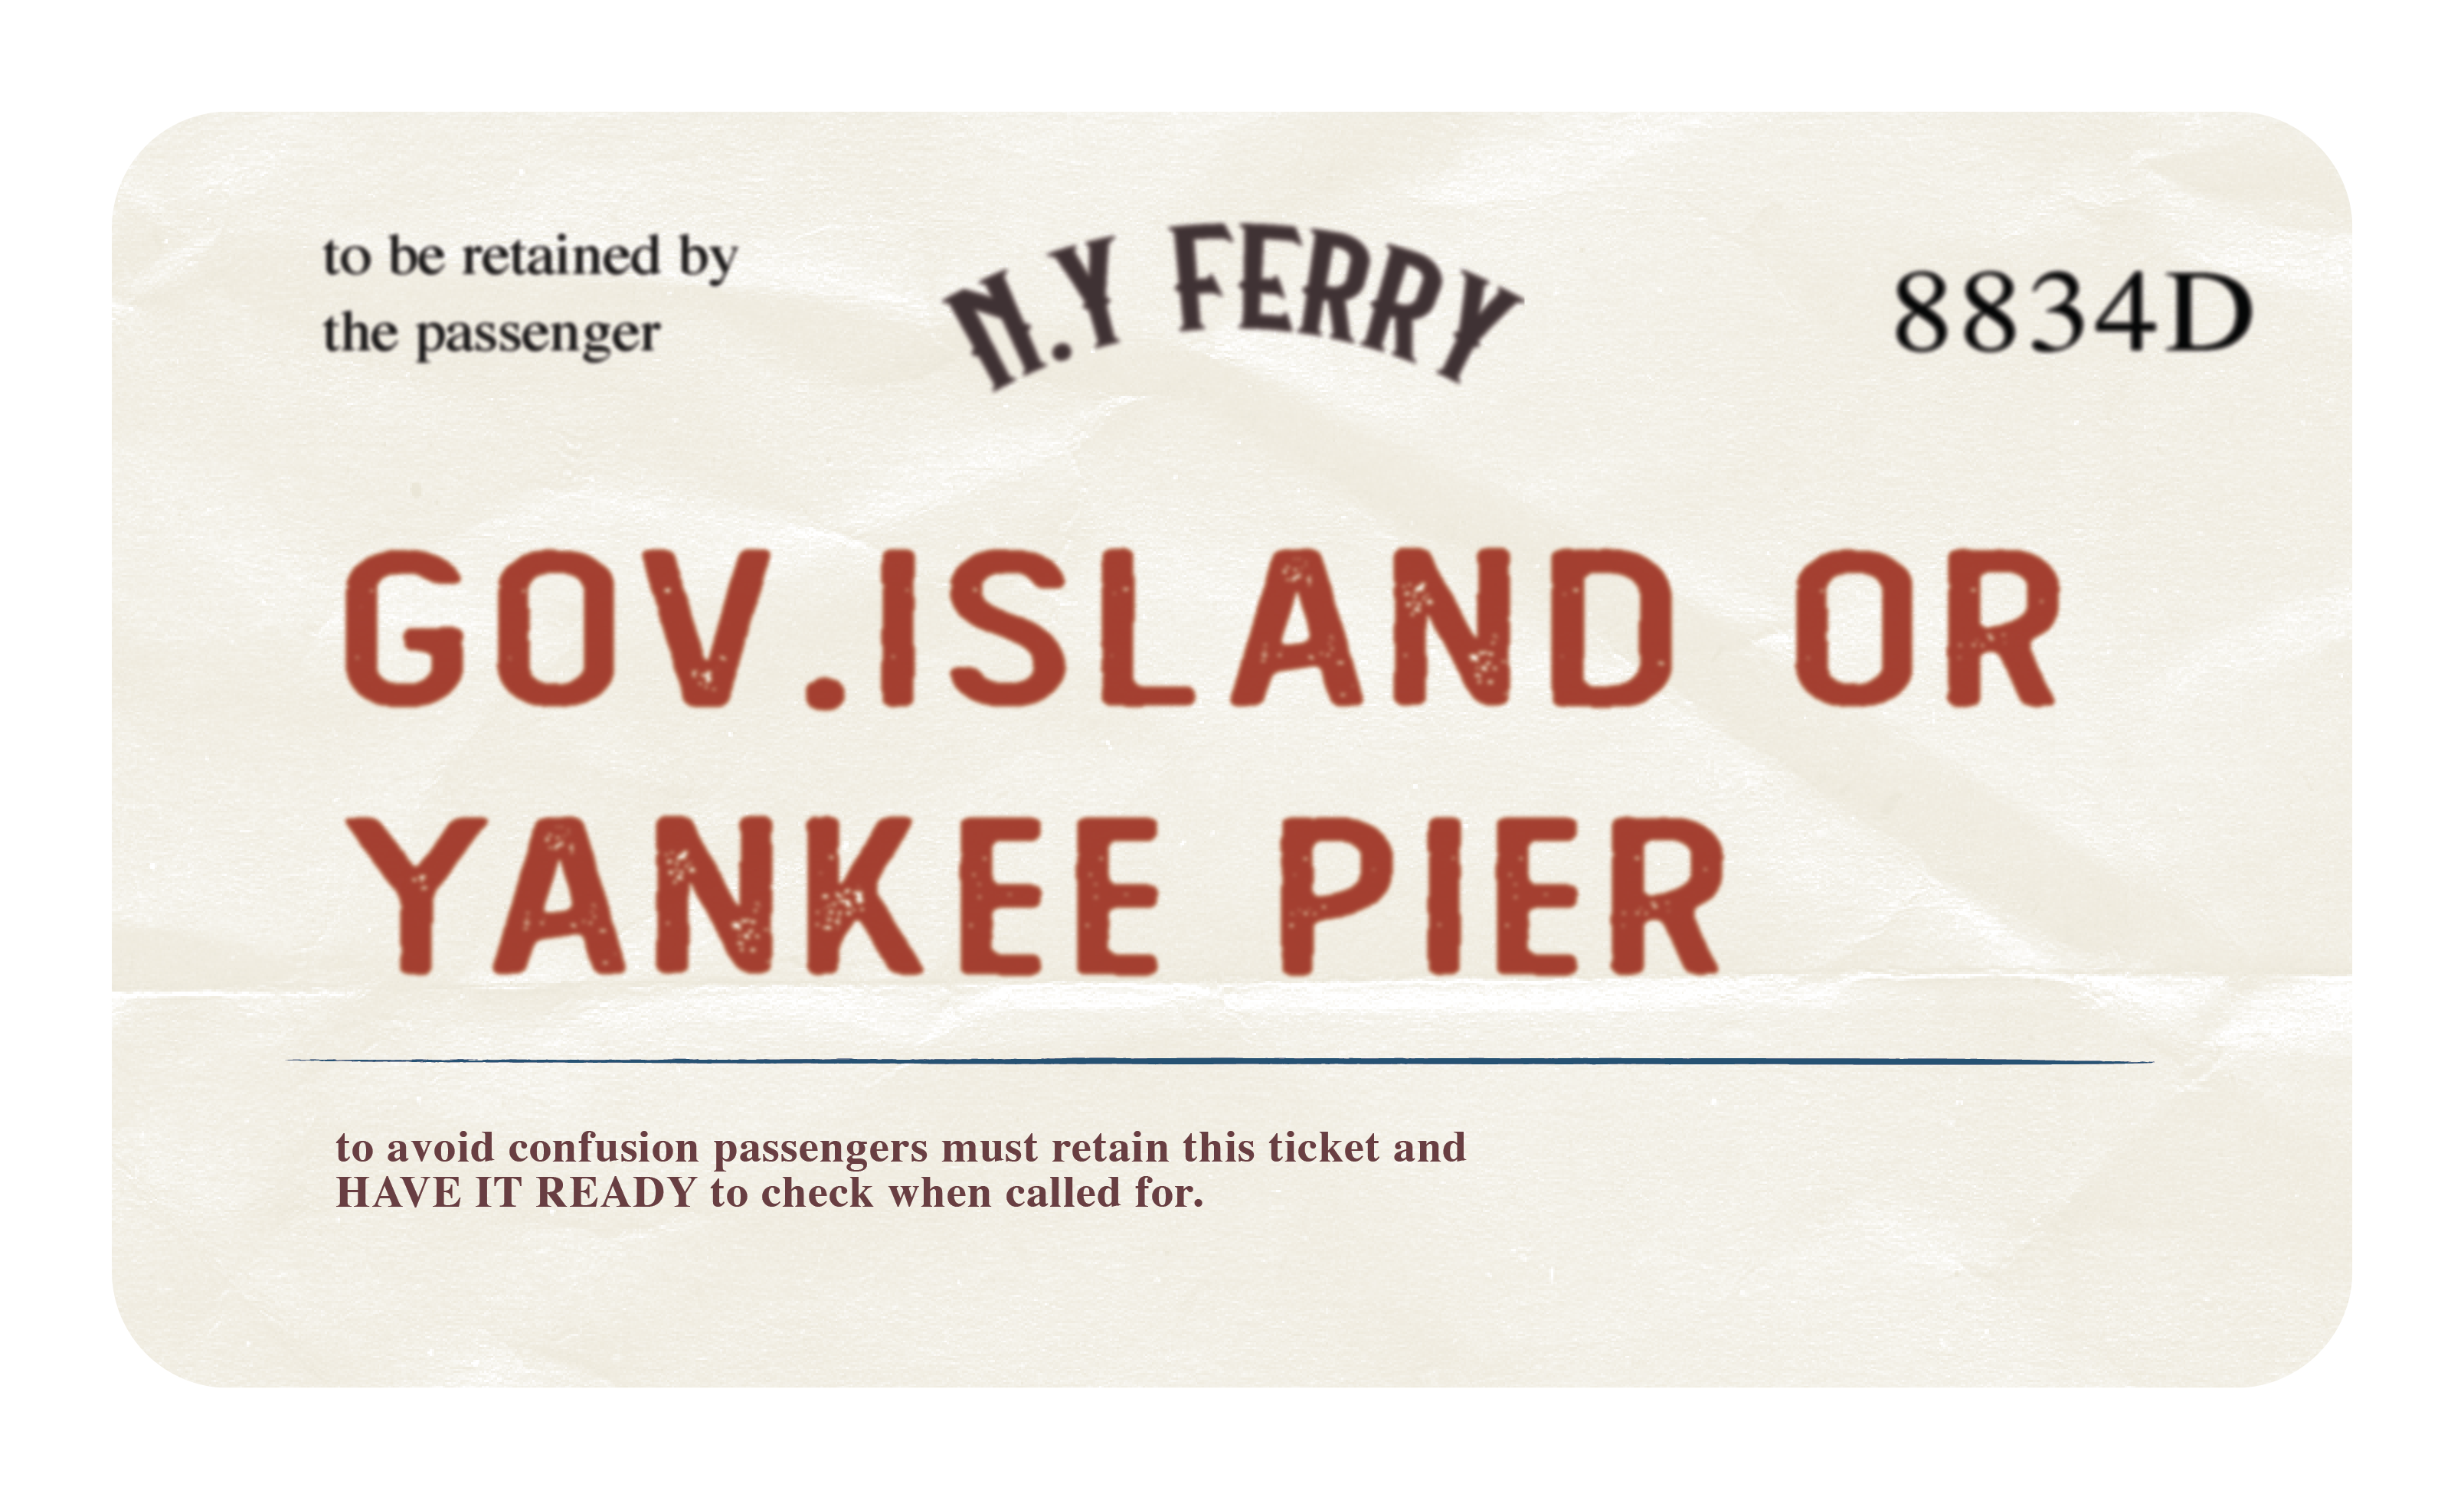 to be retained by
the passenger
N.Y FERRY
8834D
GOV.ISLAND OR
YANKEE PIER
to avoid confusion passengers must retain this ticket and
HAVE IT READY to check when called for.